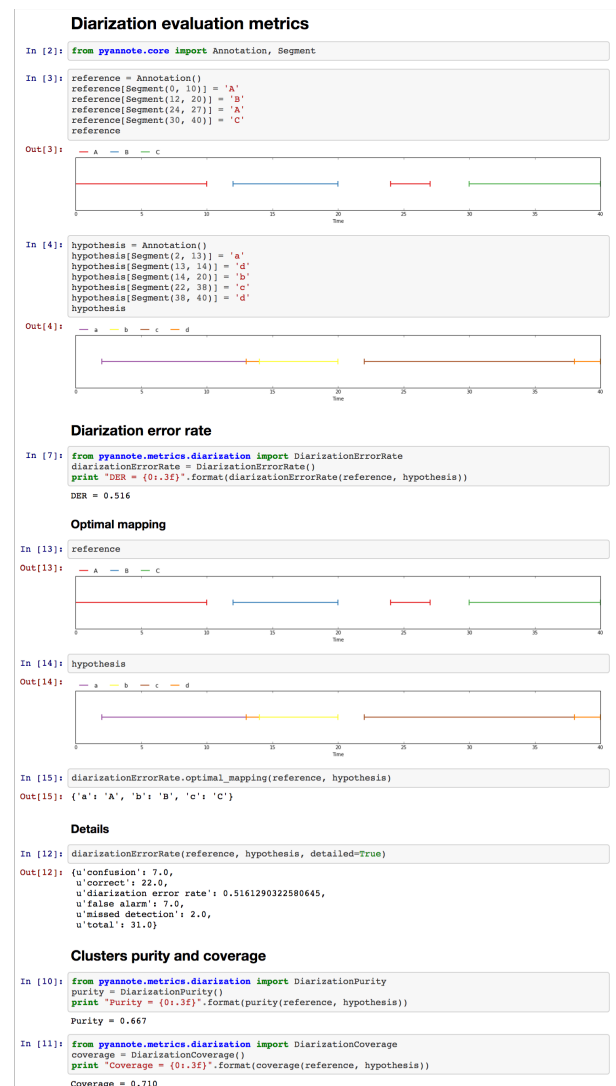 Diarization evaluation metrics
In [2]: from pyannote.core import Annotation, Segment
In [3]: reference = Annotation()
reference[Segment(0, 10)] = 'A'
reference[Segment(12, 20)] = 'B'
reference[Segment(24, 27)] = 'A'
reference[Segment(30, 40)] = 'C'
reference
Out[3]: A B C
0 5 10 15 20 25 30 35 40
Time
In [4]: hypothesis = Annotation()
hypothesis[Segment(2, 13)] = 'a'
hypothesis[Segment(13, 14)] = 'd'
hypothesis[Segment(14, 20)] = 'b'
hypothesis[Segment(22, 38)] = 'c'
hypothesis[Segment(38, 40)] = 'd'
hypothesis
Out[4]: a b c d
0 5 10 15 20 25 30 35 40
Time
Diarization error rate
In [7]: from pyannote.metrics.diarization import DiarizationErrorRate
diarizationErrorRate = DiarizationErrorRate()
print "DER = {0:.3f}".format(diarizationErrorRate(reference, hypothesis))
DER = 0.516
Optimal mapping
In [13]: reference
Out[13]: A B C
0 5 10 15 20 25 30 35 40
Time
In [14]: hypothesis
Out[14]: a b c d
0 5 10 15 20 25 30 35 40
Time
In [15]: diarizationErrorRate.optimal_mapping(reference, hypothesis)
Out[15]: {'a': 'A', 'b': 'B', 'c': 'C'}
Details
In [12]: diarizationErrorRate(reference, hypothesis, detailed=True)
Out[12]: {u'confusion': 7.0,
u'correct': 22.0,
u'diarization error rate': 0.5161290322580645,
u'false alarm': 7.0,
u'missed detection': 2.0,
u'total': 31.0}
Clusters purity and coverage
In [10]: from pyannote.metrics.diarization import DiarizationPurity
purity = DiarizationPurity()
print "Purity = {0:.3f}".format(purity(reference, hypothesis))
Purity = 0.667
In [11]: from pyannote.metrics.diarization import DiarizationCoverage
coverage = DiarizationCoverage()
print "Coverage = {0:.3f}".format(coverage(reference, hypothesis))
Coverage = 0.710